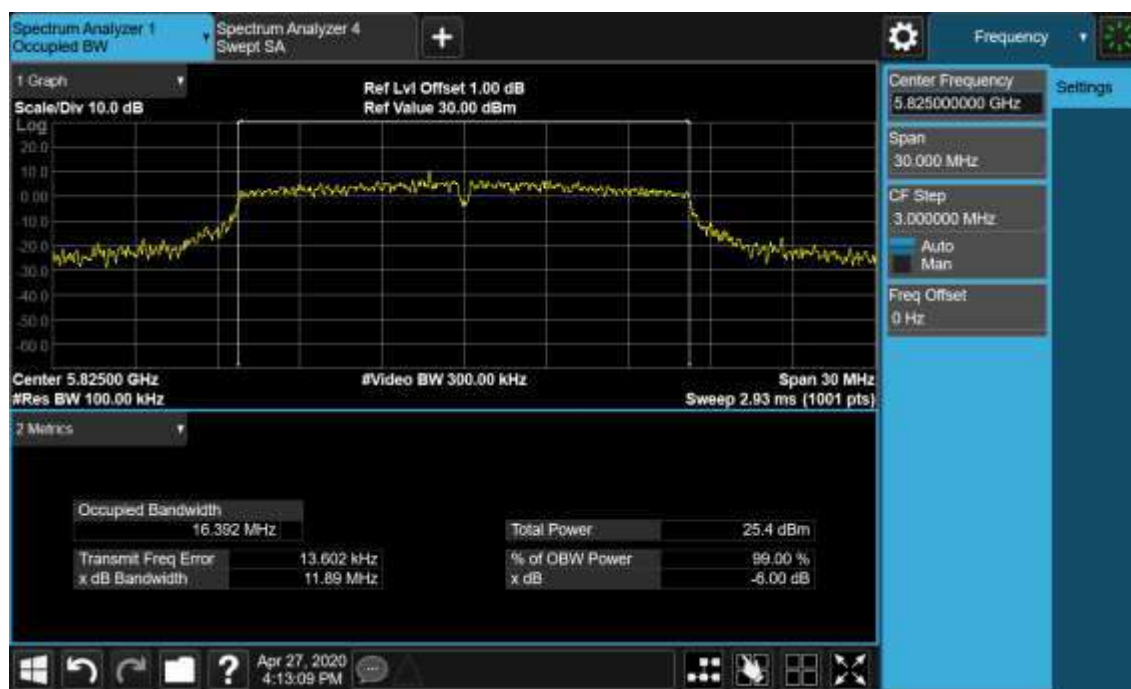 Spectrum Analyzer 1
Occupied BW
Spectrum Analyzer 4
Swept SA
+
Frequency
1 Graph
Scale/Div 10.0 dB
Ref Lvl Offset 1.00 dB
Ref Value 30.00 dBm
Log
20.0
10.0
0.00
-10.0
-20.0
-30.0
-40.0
-50.0
-60.0
Center 5.82500 GHz
#Video BW 300.00 kHz
Span 30 MHz
#Res BW 100.00 kHz
Sweep 2.93 ms (1001 pts)
2 Metrics
Occupied Bandwidth
16.392 MHz
Total Power 25.4 dBm
Transmit Freq Error 13.602 kHz
% of OBW Power 99.00 %
x dB Bandwidth 11.89 MHz
x dB -6.00 dB
Center Frequency
5.825000000 GHz
Settings
Span
30.000 MHz
CF Step
3.000000 MHz
Auto
Man
Freq Offset
0 Hz
?
Apr 27, 2020
4:13:09 PM